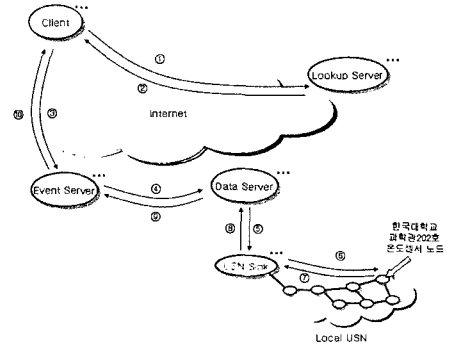 Client
•••
①
②
•••
Lookup Server
Internet
⑩
③
•••
Event Server
④
⑨
•••
Data Server
⑧
⑤
•••
USN Sink
⑥
⑦
한국대학교
과학관202호
온도센서 노드
Local USN